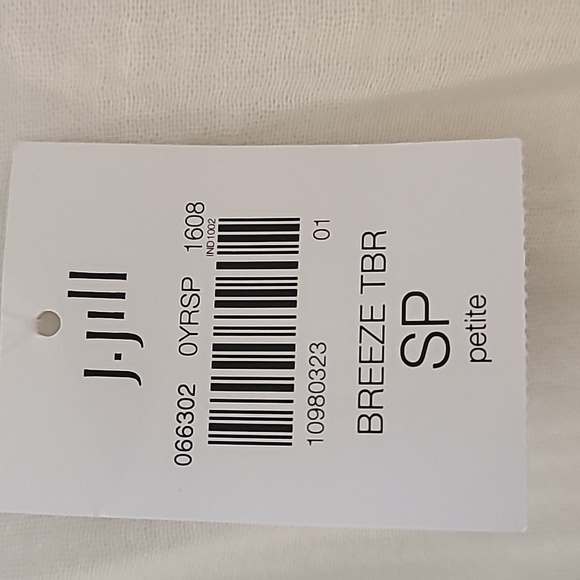 J.Jill
066302 0YRSP 1608
IND1002
10980323 01
BREEZE TBR
SP
petite